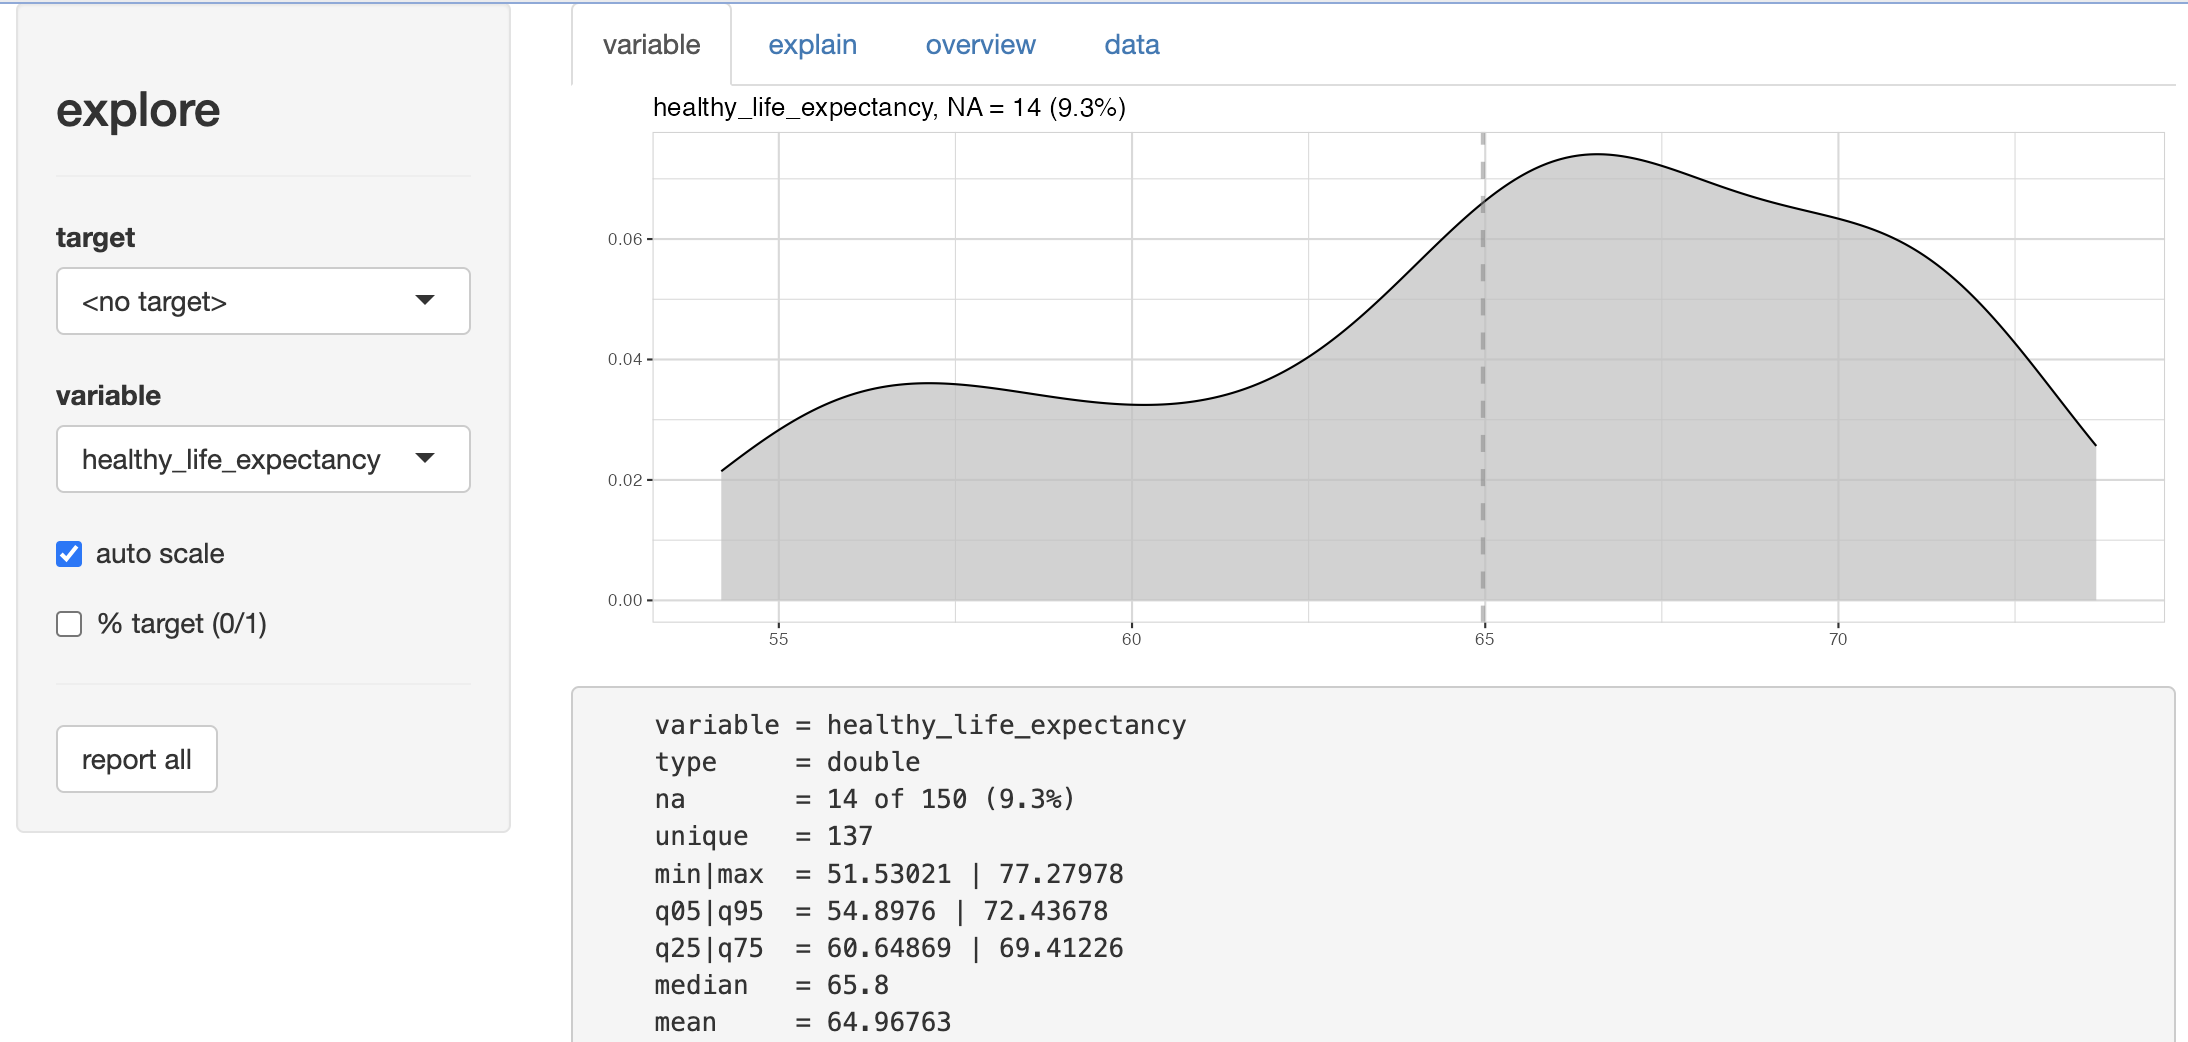 explore
target
<no target>
variable
healthy_life_expectancy
auto scale
% target (0/1)
report all
variable explain overview data
healthy_life_expectancy, NA = 14 (9.3%)
0.06
0.04
0.02
0.00
55 60 65 70
variable = healthy_life_expectancy
type     = double
na       = 14 of 150 (9.3%)
unique   = 137
min|max  = 51.53021 | 77.27978
q05|q95  = 54.8976 | 72.43678
q25|q75  = 60.64869 | 69.41226
median   = 65.8
mean     = 64.96763